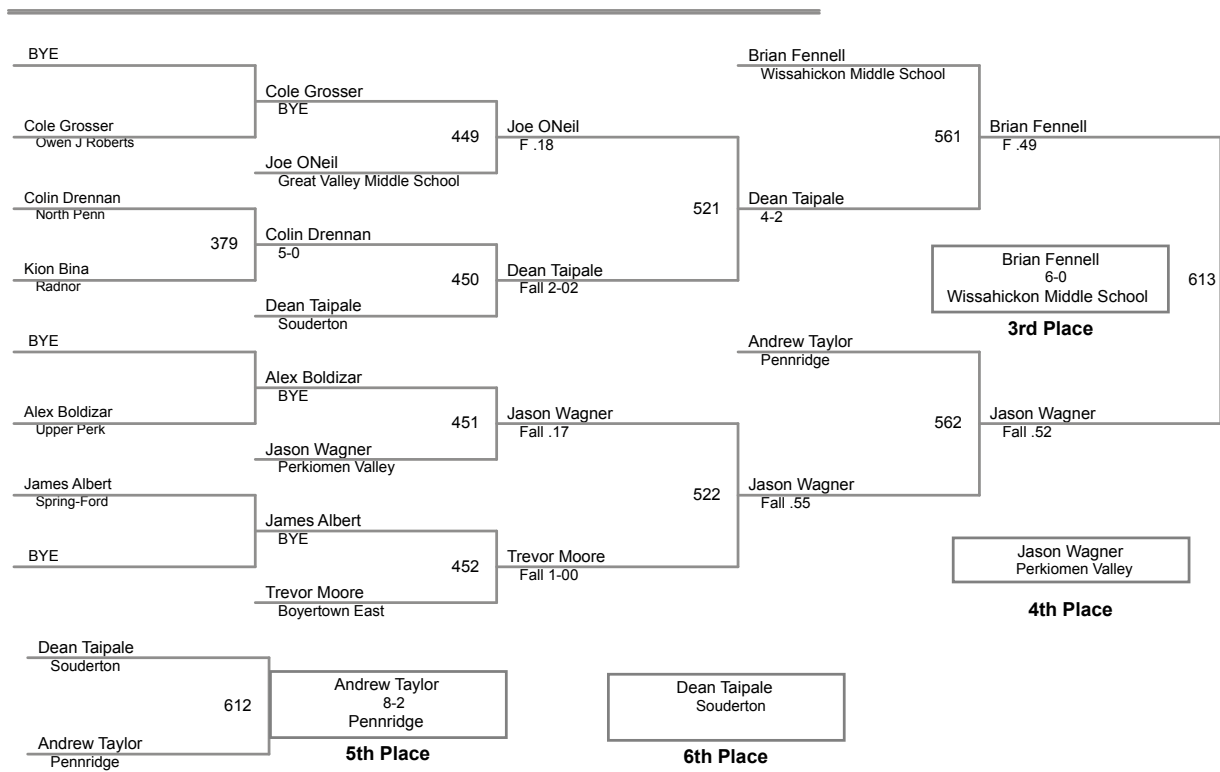 BYE
Cole Grosser
Owen J Roberts
Colin Drennan
North Penn
Kion Bina
Radnor
BYE
Alex Boldizar
Upper Perk
James Albert
Spring-Ford
BYE
Cole Grosser
BYE
449
Joe ONeil
Great Valley Middle School
379
Colin Drennan
5-0
450
Dean Taipale
Souderton
Alex Boldizar
BYE
451
Jason Wagner
Perkiomen Valley
James Albert
BYE
452
Trevor Moore
Boyertown East
Joe ONeil
F .18
521
Dean Taipale
Fall 2-02
Jason Wagner
Fall .17
522
Trevor Moore
Fall 1-00
Brian Fennell
Wissahickon Middle School
561
Dean Taipale
4-2
Andrew Taylor
Pennridge
562
Jason Wagner
Fall .55
Brian Fennell
F .49
Brian Fennell
6-0
Wissahickon Middle School
613
3rd Place
Jason Wagner
Fall .52
Jason Wagner
Perkiomen Valley
4th Place
Dean Taipale
Souderton
612
Andrew Taylor
Pennridge
Andrew Taylor
8-2
Pennridge
5th Place
Dean Taipale
Souderton
6th Place